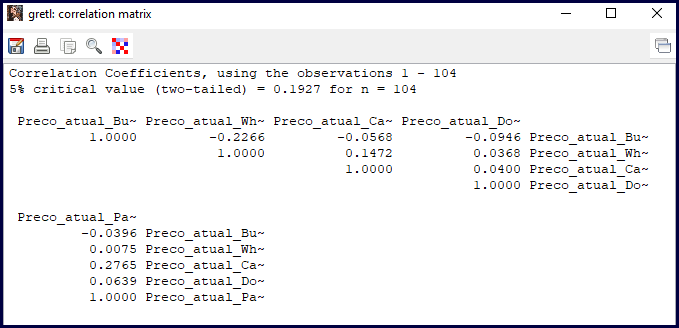 gretl: correlation matrix
Correlation Coefficients, using the observations 1 - 104
5% critical value (two-tailed) = 0.1927 for n = 104
Preco_atual_Bu~ Preco_atual_Wh~ Preco_atual_Ca~ Preco_atual_Do~
1.0000 -0.2266 -0.0568 -0.0946 Preco_atual_Bu~
1.0000 0.1472 0.0368 Preco_atual_Wh~
1.0000 0.0400 Preco_atual_Ca~
1.0000 Preco_atual_Do~
Preco_atual_Pa~
-0.0396 Preco_atual_Bu~
0.0075 Preco_atual_Wh~
0.2765 Preco_atual_Ca~
0.0639 Preco_atual_Do~
1.0000 Preco_atual_Pa~